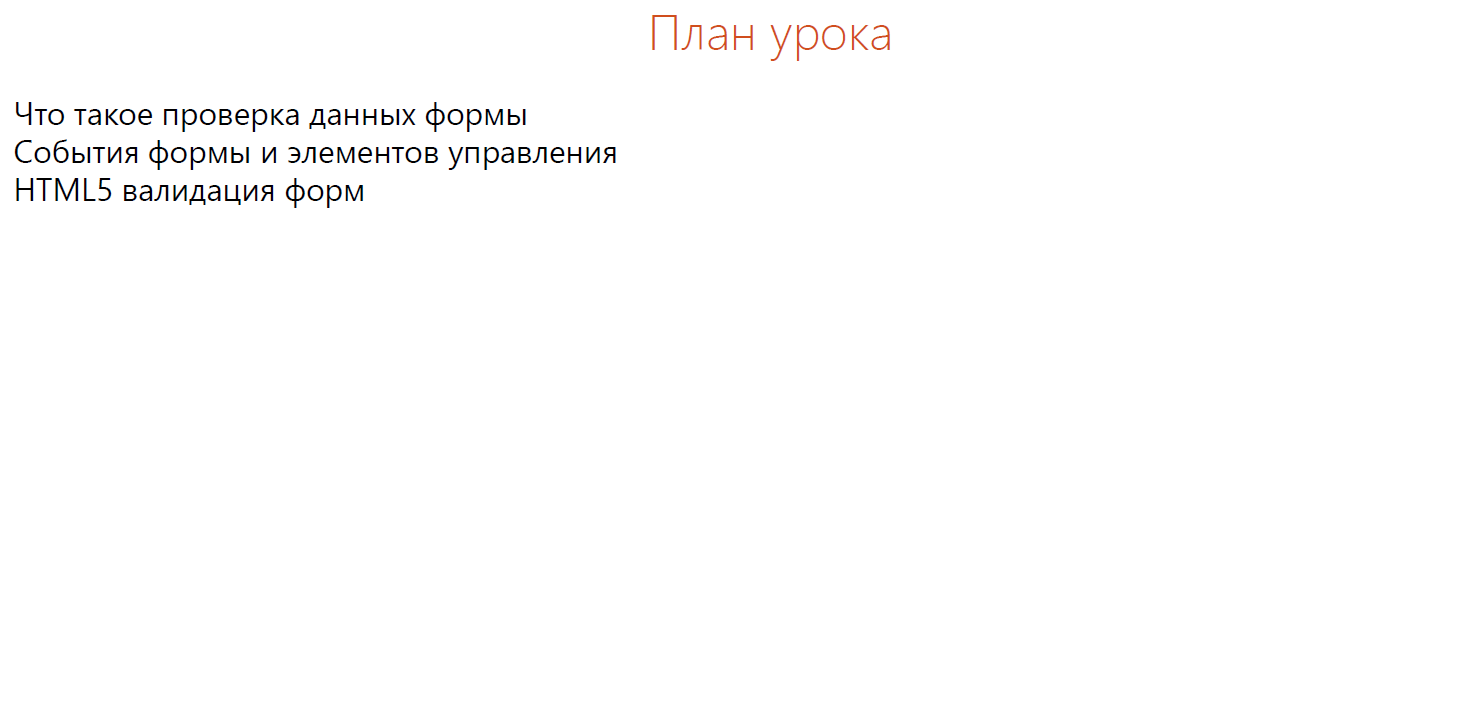 План урока
Что такое проверка данных формы
События формы и элементов управления
HTML5 валидация форм